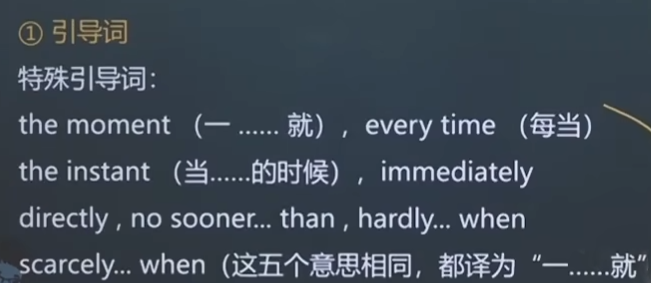 ① 引导词
特殊引导词：
the moment （一 …… 就），every time （每当）
the instant （当……的时候），immediately
directly , no sooner... than , hardly... when
scarcely... when（这五个意思相同，都译为“一……就”